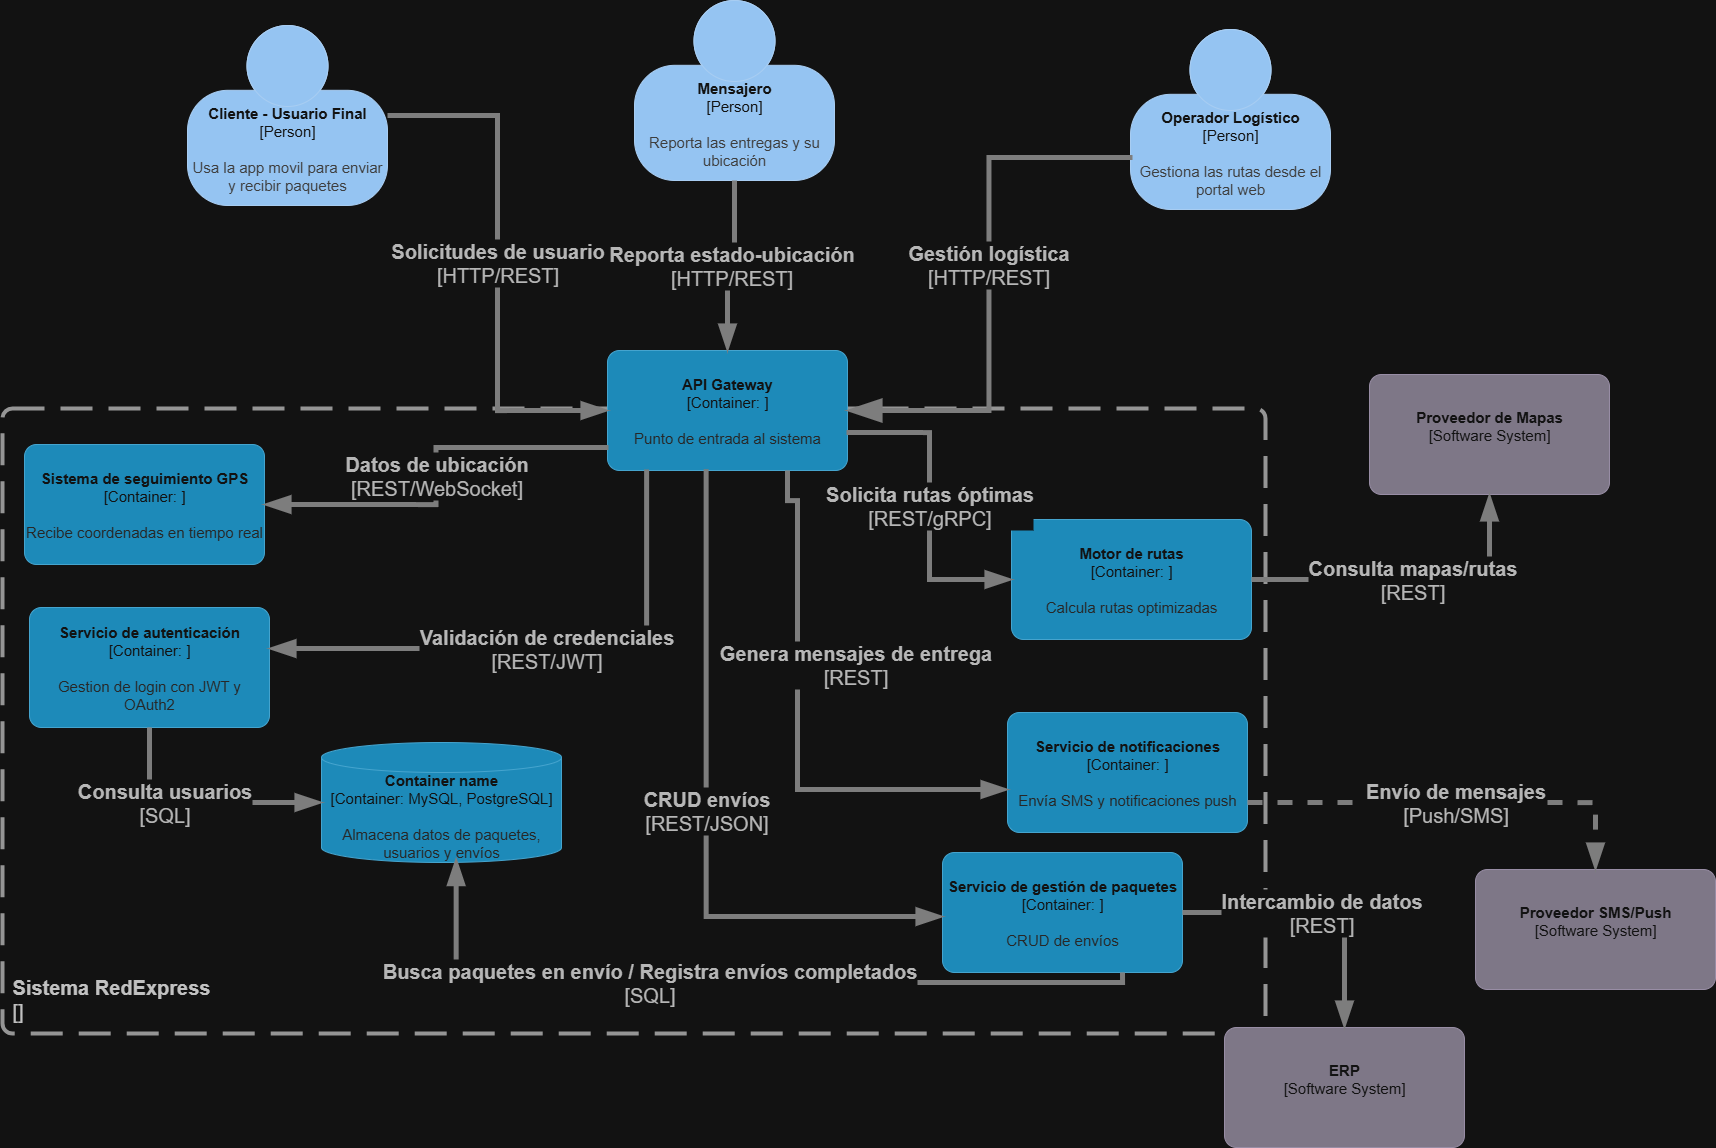 Cliente - Usuario Final
[Person]
Usa la app movil para enviar
y recibir paquetes
Mensajero
[Person]
Reporta las entregas y su
ubicación
Operador Logístico
[Person]
Gestiona las rutas desde el
portal web
Solicitudes de usuario
[HTTP/REST]
Reporta estado-ubicación
[HTTP/REST]
Gestión logística
[HTTP/REST]
API Gateway
[Container: ]
Punto de entrada al sistema
Proveedor de Mapas
[Software System]
Sistema de seguimiento GPS
[Container: ]
Recibe coordenadas en tiempo real
Datos de ubicación
[REST/WebSocket]
Solicita rutas óptimas
[REST/gRPC]
Motor de rutas
[Container: ]
Calcula rutas optimizadas
Consulta mapas/rutas
[REST]
Servicio de autenticación
[Container: ]
Gestion de login con JWT y
OAuth2
Validación de credenciales
[REST/JWT]
Genera mensajes de entrega
[REST]
Servicio de notificaciones
[Container: ]
Envía SMS y notificaciones push
Consulta usuarios
[SQL]
Container name
[Container: MySQL, PostgreSQL]
Almacena datos de paquetes,
usuarios y envíos
CRUD envíos
[REST/JSON]
Envío de mensajes
[Push/SMS]
Servicio de gestión de paquetes
[Container: ]
CRUD de envíos
Intercambio de datos
[REST]
Proveedor SMS/Push
[Software System]
Busca paquetes en envío / Registra envíos completados
[SQL]
Sistema RedExpress
[]
ERP
[Software System]